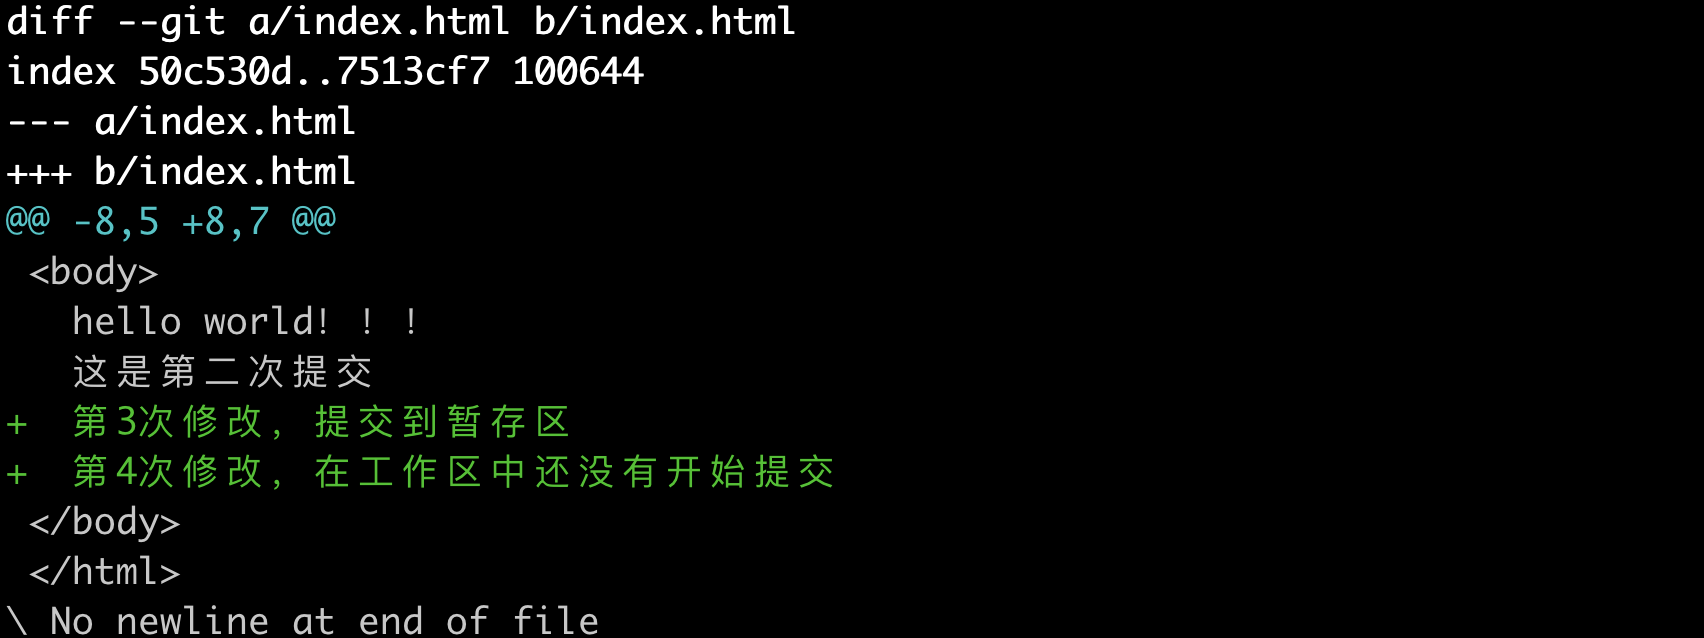 diff --git a/index.html b/index.html
index 50c530d..7513cf7 100644
--- a/index.html
+++ b/index.html
@@ -8,5 +8,7 @@
 <body>
   hello world!！！
   这是第二次提交
+  第3次修改，提交到暂存区
+  第4次修改，在工作区中还没有开始提交
 </body>
 </html>
\ No newline at end of file